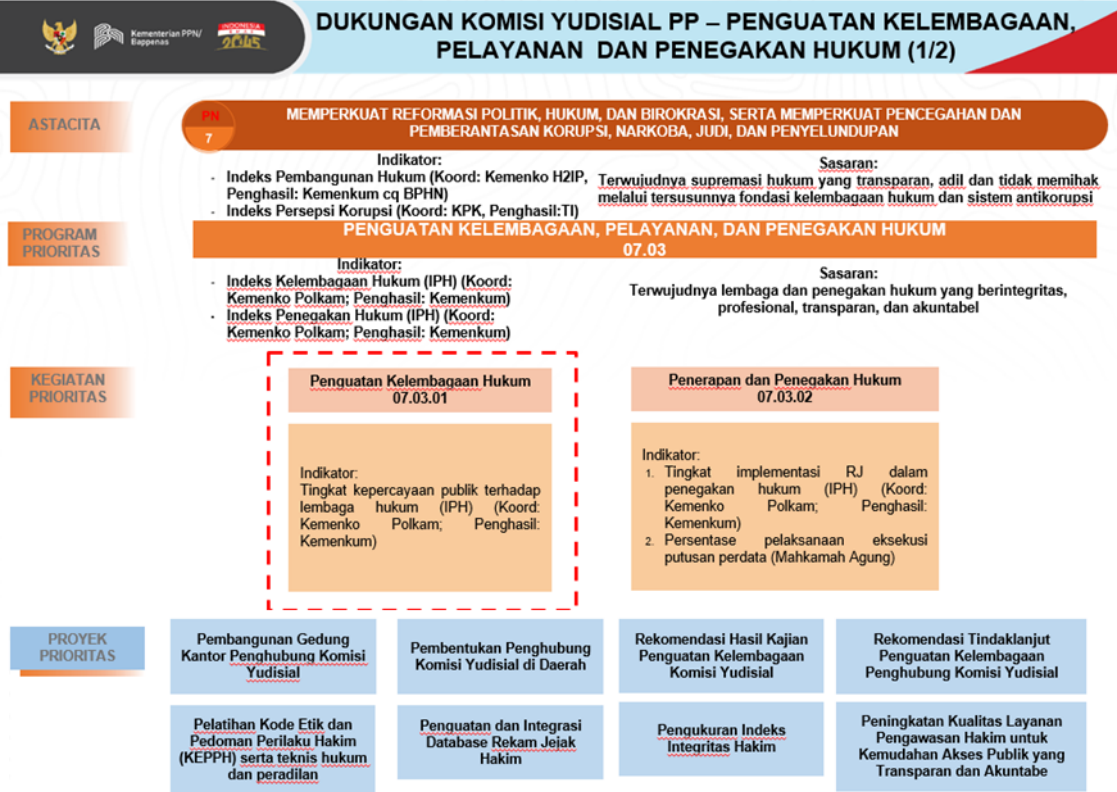 Kementerian PPN/
Bappenas
INDONESIA
2045
DUKUNGAN KOMISI YUDISIAL PP – PENGUATAN KELEMBAGAAN,
PELAYANAN DAN PENEGAKAN HUKUM (1/2)
ASTACITA
PN
7
MEMPERKUAT REFORMASI POLITIK, HUKUM, DAN BIROKRASI, SERTA MEMPERKUAT PENCEGAHAN DAN
PEMBERANTASAN KORUPSI, NARKOBA, JUDI, DAN PENYELUNDUPAN
Indikator:
- Indeks Pembangunan Hukum (Koord: Kemenko H2IP,
Penghasil: Kemenkum cq BPHN)
- Indeks Persepsi Korupsi (Koord: KPK, Penghasil:TI)
Sasaran:
Terwujudnya supremasi hukum yang transparan, adil dan tidak memihak
melalui tersusunnya fondasi kelembagaan hukum dan sistem antikorupsi
PROGRAM
PRIORITAS
PENGUATAN KELEMBAGAAN, PELAYANAN, DAN PENEGAKAN HUKUM
07.03
Indikator:
- Indeks Kelembagaan Hukum (IPH) (Koord:
Kemenko Polkam; Penghasil: Kemenkum)
- Indeks Penegakan Hukum (IPH) (Koord:
Kemenko Polkam; Penghasil: Kemenkum)
Sasaran:
Terwujudnya lembaga dan penegakan hukum yang berintegritas,
profesional, transparan, dan akuntabel
KEGIATAN
PRIORITAS
Penguatan Kelembagaan Hukum
07.03.01
Indikator:
Tingkat kepercayaan publik terhadap
lembaga hukum (IPH) (Koord:
Kemenko Polkam; Penghasil:
Kemenkum)
Penerapan dan Penegakan Hukum
07.03.02
Indikator:
1. Tingkat implementasi RJ dalam
penegakan hukum (IPH) (Koord:
Kemenko Polkam; Penghasil:
Kemenkum)
2. Persentase pelaksanaan eksekusi
putusan perdata (Mahkamah Agung)
PROYEK
PRIORITAS
Pembangunan Gedung
Kantor Penghubung Komisi
Yudisial
Pembentukan Penghubung
Komisi Yudisial di Daerah
Rekomendasi Hasil Kajian
Penguatan Kelembagaan
Komisi Yudisial
Rekomendasi Tindaklanjut
Penguatan Kelembagaan
Penghubung Komisi Yudisial
Pelatihan Kode Etik dan
Pedoman Perilaku Hakim
(KEPPH) serta teknis hukum
dan peradilan
Penguatan dan Integrasi
Database Rekam Jejak
Hakim
Pengukuran Indeks
Integritas Hakim
Peningkatan Kualitas Layanan
Pengawasan Hakim untuk
Kemudahan Akses Publik yang
Transparan dan Akuntabe